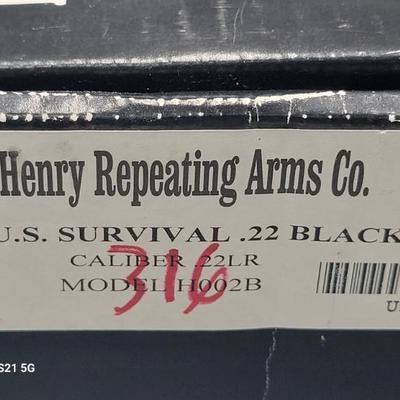 Henry Repeating Arms Co.
U.S. SURVIVAL .22 BLACK
CALIBER .22LR
MODEL H002B
316
S21 5G